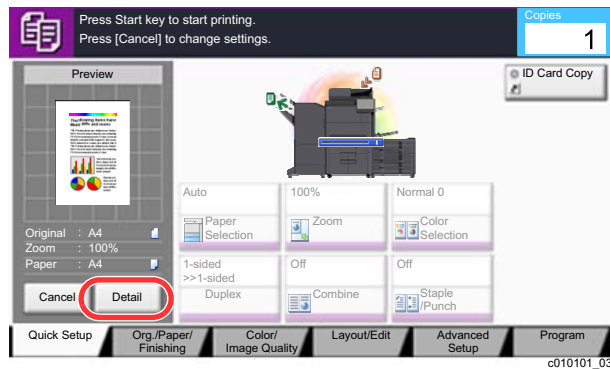 Press Start key to start printing.
Press [Cancel] to change settings.
Copies
1
Preview
ID Card Copy
Original : A4
Zoom : 100%
Paper : A4
Cancel
Detail
Auto
100%
Normal 0
Paper
Selection
Zoom
Color
Selection
1-sided
>>1-sided
Off
Off
Duplex
Combine
Staple
/Punch
Quick Setup
Org./Paper/
Finishing
Color/
Image Quality
Layout/Edit
Advanced
Setup
Program
c010101_03